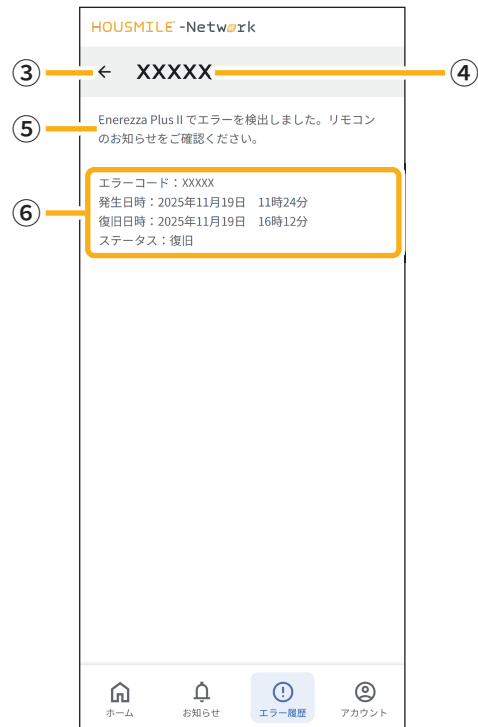 HOUSMILE-Network
③ ← XXXXX ④
⑤ Enerezza Plus II でエラーを検出しました。リモコン
のお知らせをご確認ください。
エラーコード：XXXXX
発生日時：2025年11月19日　11時24分
⑥ 復旧日時：2025年11月19日　16時12分
ステータス：復旧
ホーム お知らせ エラー履歴 アカウント